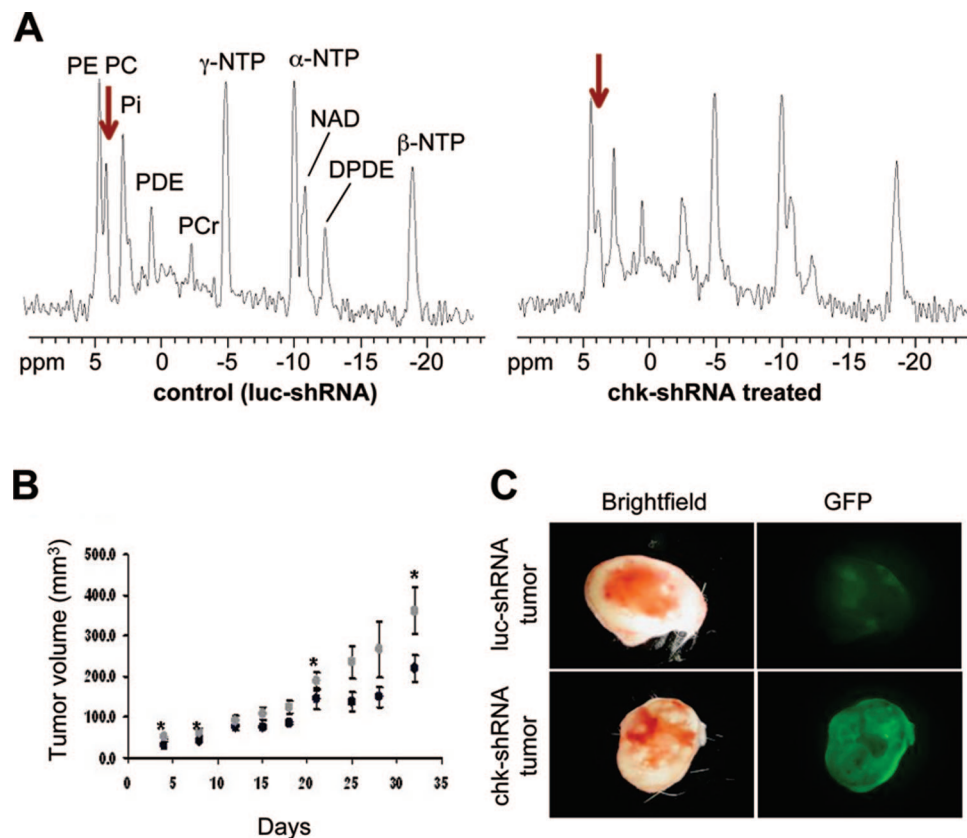 A
PE PC
Pi
PDE
PCr
γ-NTP
α-NTP
NAD
DPDE
β-NTP
ppm 5 0 -5 -10 -15 -20
control (luc-shRNA)
ppm 5 0 -5 -10 -15 -20
chk-shRNA treated
B
Tumor volume (mm³)
500.0
400.0
300.0
200.0
100.0
0.0
* * * *
0 5 10 15 20 25 30 35
Days
C
Brightfield GFP
luc-shRNA
tumor
chk-shRNA
tumor